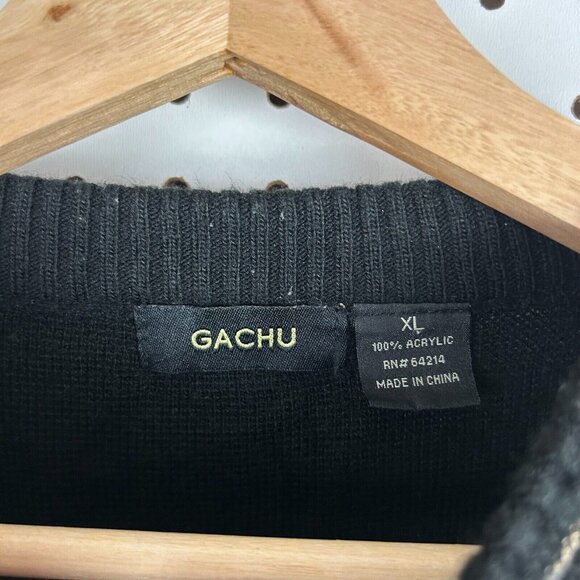 GACHU
XL
100% ACRYLIC
RN# 64214
MADE IN CHINA